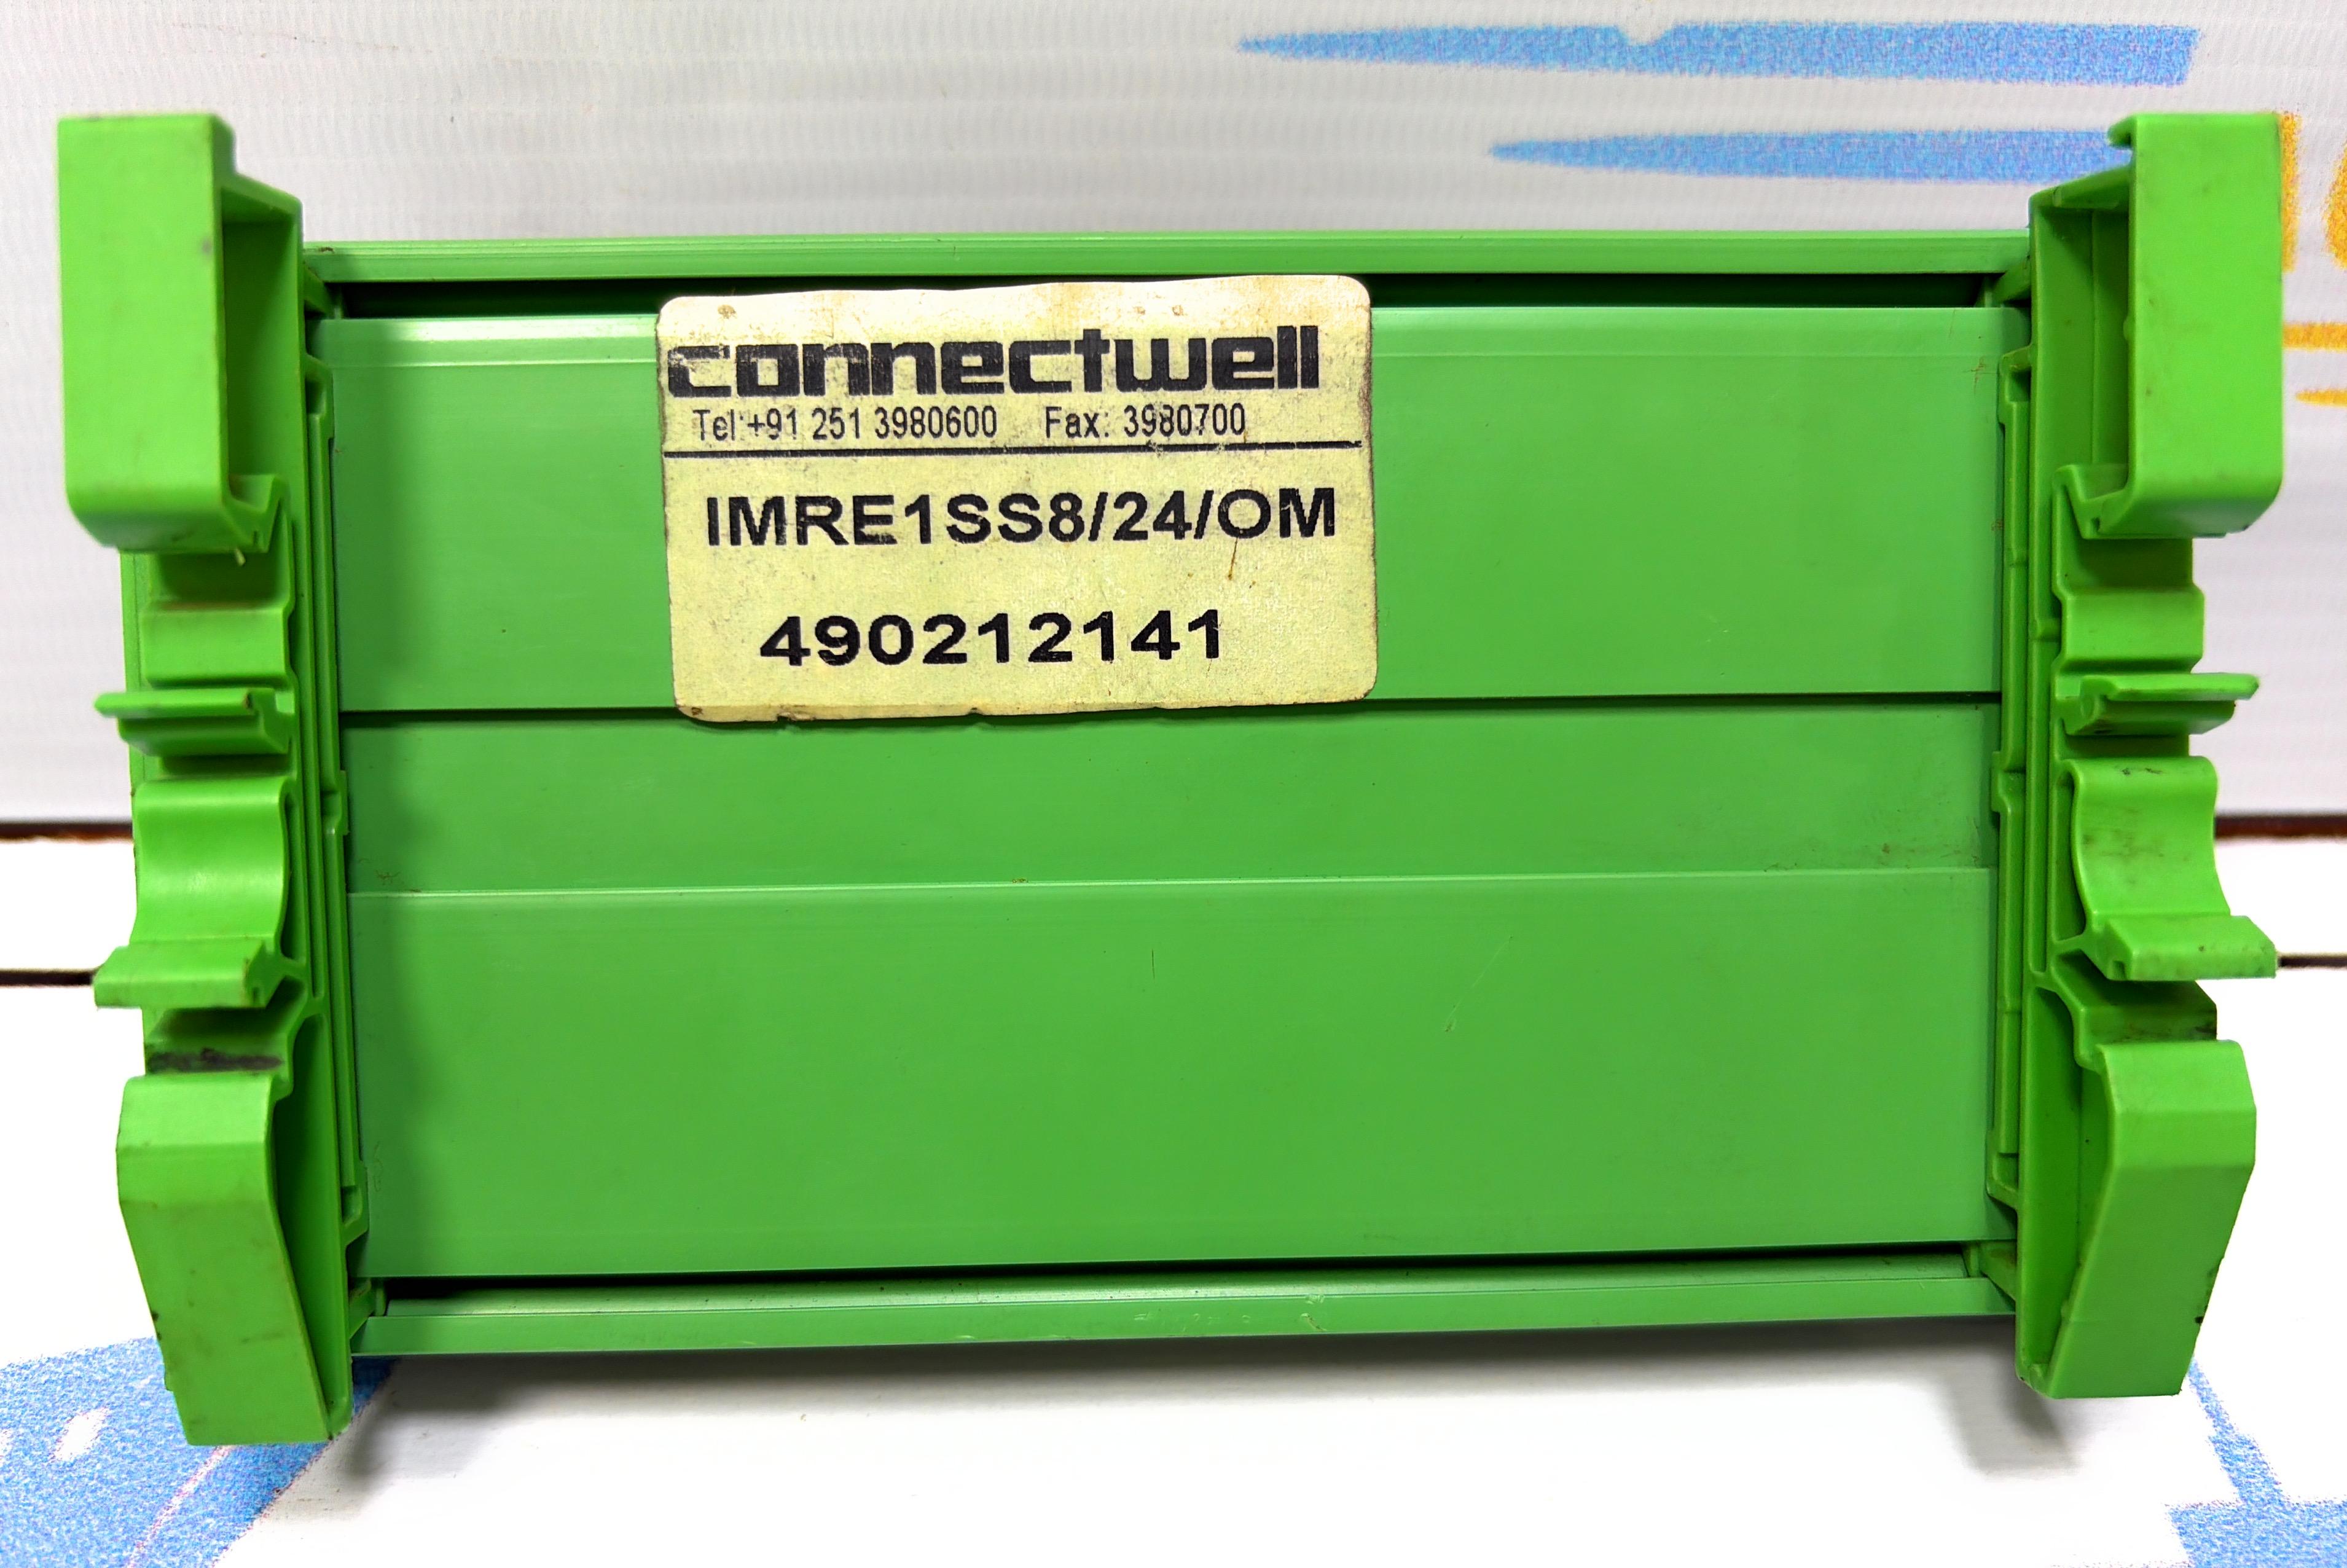 connectwell
Tel:+91 251 3980600 Fax: 3980700
IMRE1SS8/24/OM
490212141